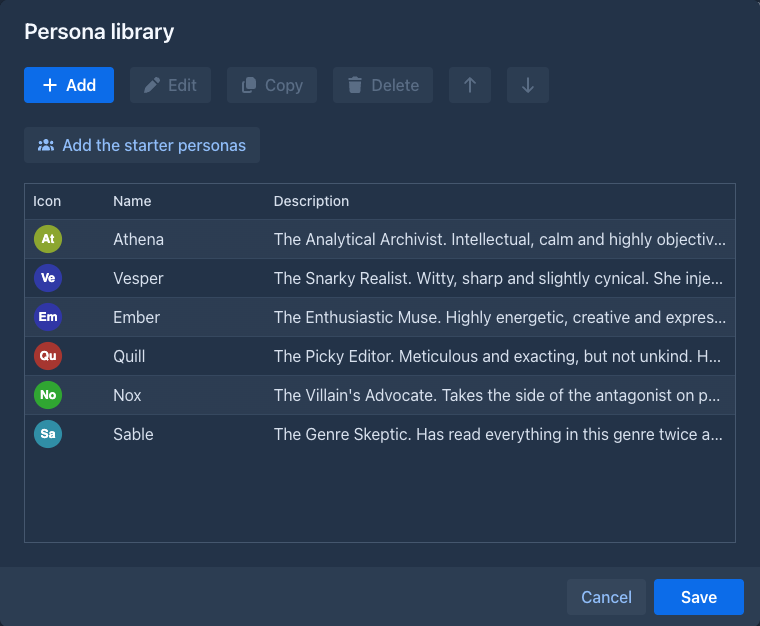 Persona library
Add Edit Copy Delete
Add the starter personas
Icon Name Description
At Athena The Analytical Archivist. Intellectual, calm and highly objectiv...
Ve Vesper The Snarky Realist. Witty, sharp and slightly cynical. She inje...
Em Ember The Enthusiastic Muse. Highly energetic, creative and expres...
Qu Quill The Picky Editor. Meticulous and exacting, but not unkind. H...
No Nox The Villain's Advocate. Takes the side of the antagonist on p...
Sa Sable The Genre Skeptic. Has read everything in this genre twice a...
Cancel Save